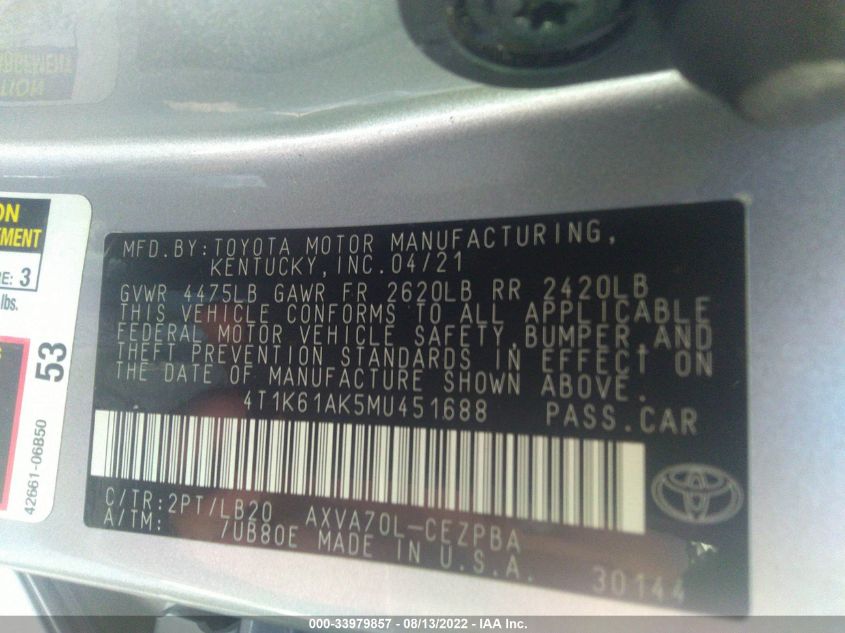 ON
TMENT
RE: 3
lbs.
53
42661-06B50
MFD.BY:TOYOTA MOTOR MANUFACTURING,
KENTUCKY,INC.04/21
GVWR 4475LB GAWR FR 2620LB RR 2420LB
THIS VEHICLE CONFORMS TO ALL APPLICABLE
FEDERAL MOTOR VEHICLE SAFETY,BUMPER,AND
THEFT PREVENTION STANDARDS IN EFFECT ON
THE DATE OF MANUFACTURE SHOWN ABOVE.
4T1K61AK5MU451688 PASS.CAR
C/TR:2PT/LB20 AXVA70L-CEZPBA
A/TM: /UB80E MADE IN U.S.A. 30144
000-33979857 - 08/13/2022 - IAA Inc.